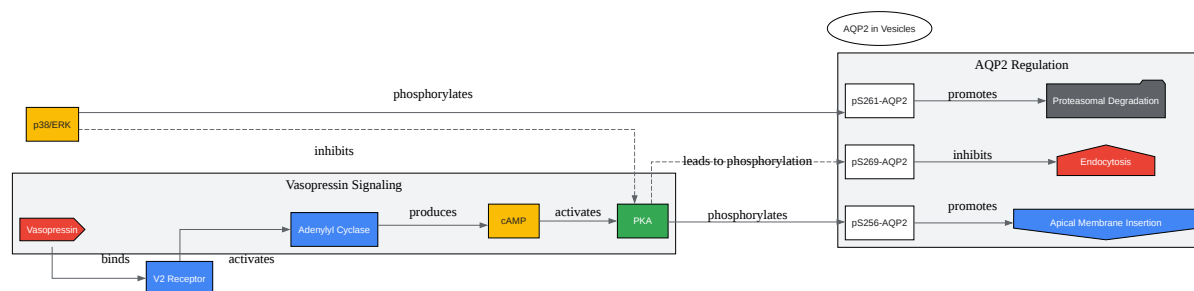 AQP2 in Vesicles
AQP2 Regulation
phosphorylates
pS261-AQP2
promotes
Proteasomal Degradation
p38/ERK
inhibits
leads to phosphorylation
pS269-AQP2
inhibits
Endocytosis
Vasopressin Signaling
Vasopressin
Adenylyl Cyclase
produces
cAMP
activates
PKA
phosphorylates
pS256-AQP2
promotes
Apical Membrane Insertion
binds
V2 Receptor
activates